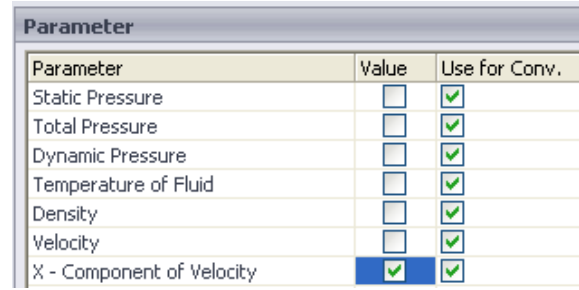 Parameter
Parameter Value Use for Conv.
Static Pressure
Total Pressure
Dynamic Pressure
Temperature of Fluid
Density
Velocity
X - Component of Velocity